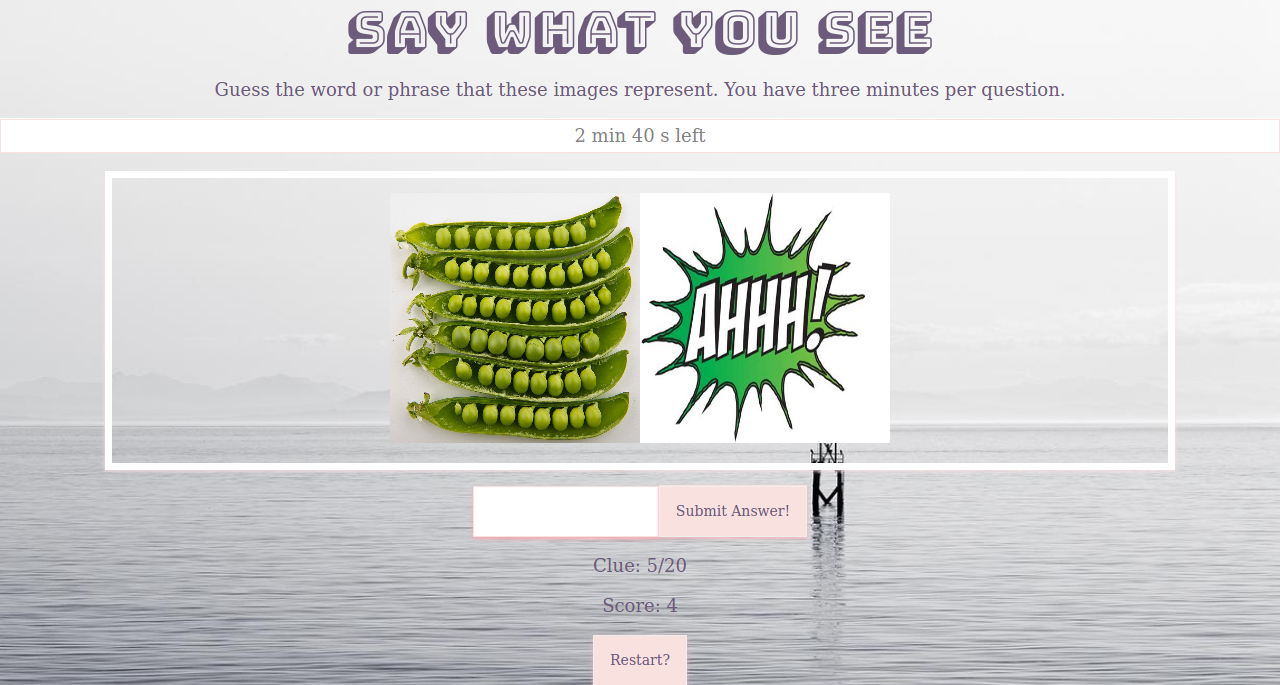 SAY WHAT YOU SEE
Guess the word or phrase that these images represent. You have three minutes per question.
2 min 40 s left
AHHH!
Submit Answer!
Clue: 5/20
Score: 4
Restart?